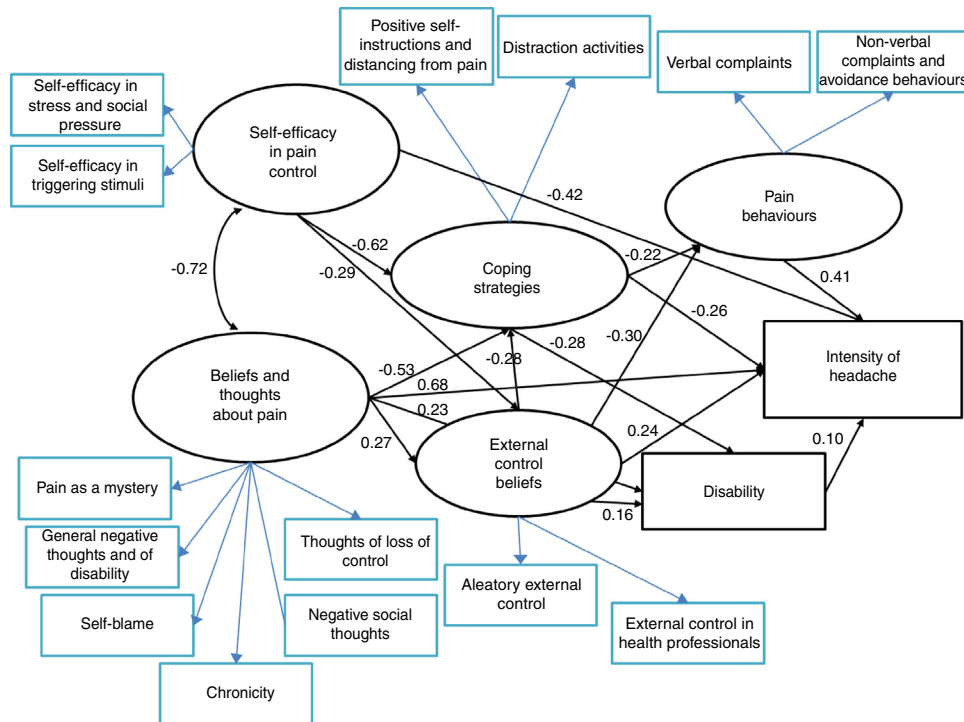 Positive self-
instructions and
distancing from pain
Distraction activities
Verbal complaints
Non-verbal
complaints and
avoidance behaviours
Self-efficacy in
stress and social
pressure
Self-efficacy in
triggering stimuli
Self-efficacy
in pain
control
Pain
behaviours
-0.42
-0.62
-0.29
-0.72
Coping
strategies
-0.22
0.41
-0.26
-0.30
-0.28
-0.28
Intensity of
headache
Beliefs and
thoughts
about pain
-0.53
0.68
0.23
0.27
External
control
beliefs
0.24
0.10
0.16
Disability
Pain as a mystery
General negative
thoughts and of
disability
Thoughts of loss of
control
Self-blame
Negative social
thoughts
Chronicity
Aleatory external
control
External control in
health professionals